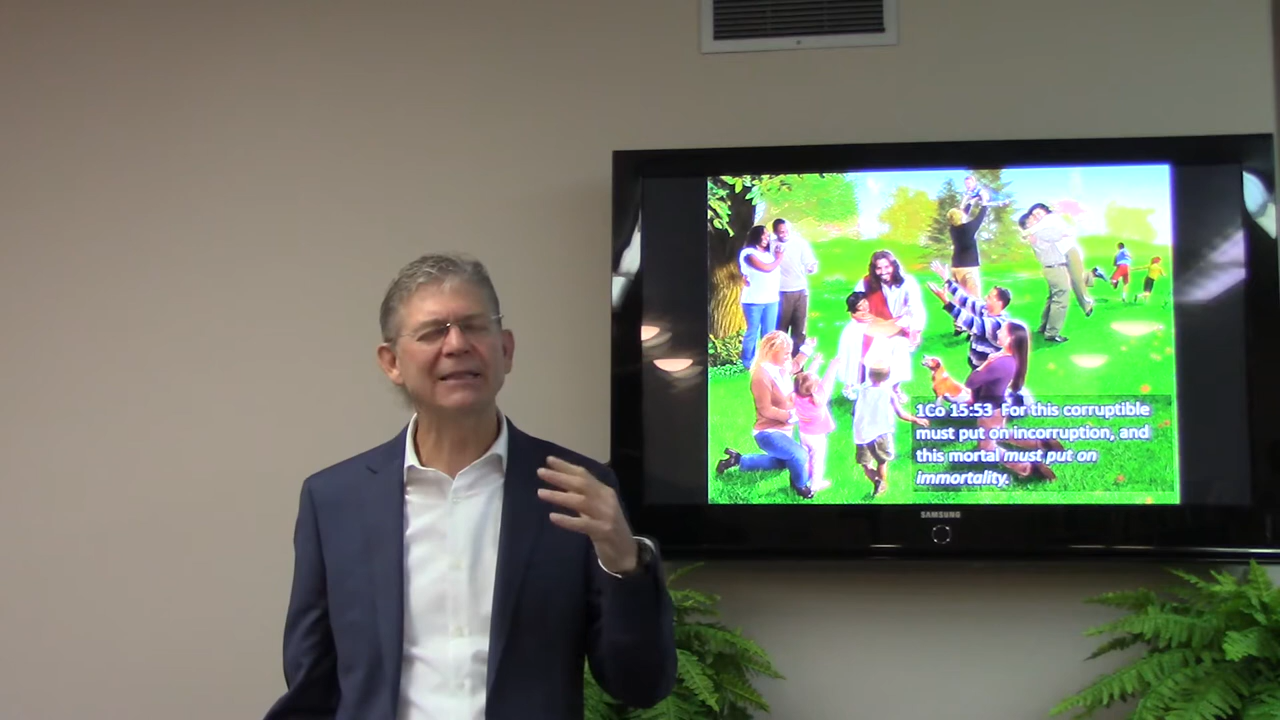 1Co 15:53 For this corruptible
must put on incorruption, and
this mortal must put on
immortality.
SAMSUNG